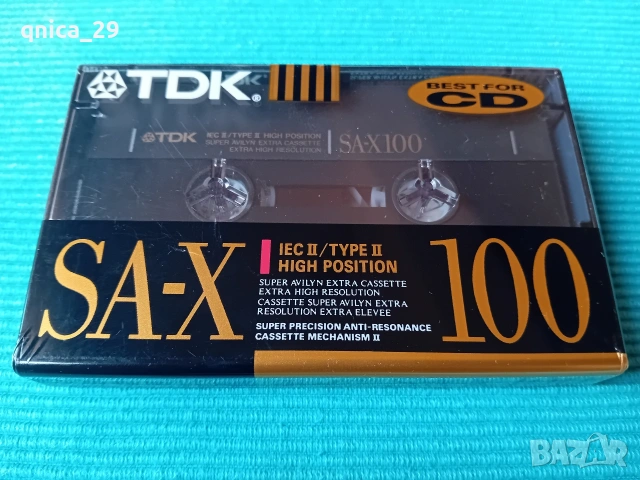 qnica_29
TDK®
BEST FOR
CD
TDK IEC II/TYPE II HIGH POSITION
SUPER AVILYN EXTRA CASSETTE
EXTRA HIGH RESOLUTION
SA-X100
SA-X
IEC II/TYPE II
HIGH POSITION
SUPER AVILYN EXTRA CASSETTE
EXTRA HIGH RESOLUTION
CASSETTE SUPER AVILYN EXTRA
RESOLUTION EXTRA ELEVEE
SUPER PRECISION ANTI-RESONANCE
CASSETTE MECHANISM II
100
BAZAR